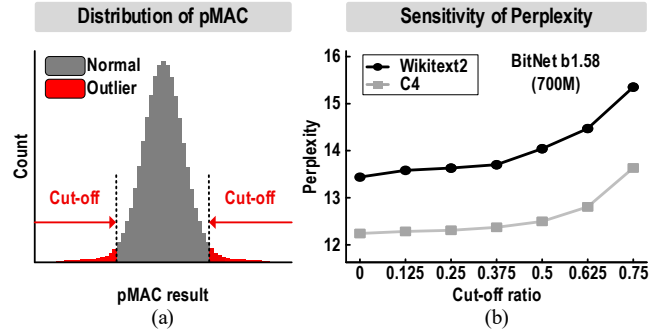 Distribution of pMAC
Normal
Outlier
Count
Cut-off
Cut-off
pMAC result
(a)
Sensitivity of Perplexity
16
15
14
13
12
Perplexity
Wikitext2
C4
BitNet b1.58
(700M)
0 0.125 0.25 0.375 0.5 0.625 0.75
Cut-off ratio
(b)